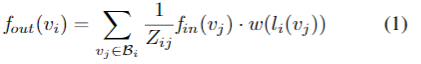 f_{out}(v_i) = \sum_{v_j \in \mathcal{B}_i} \frac{1}{Z_{ij}} f_{in}(v_j) \cdot w(l_i(v_j)) (1)